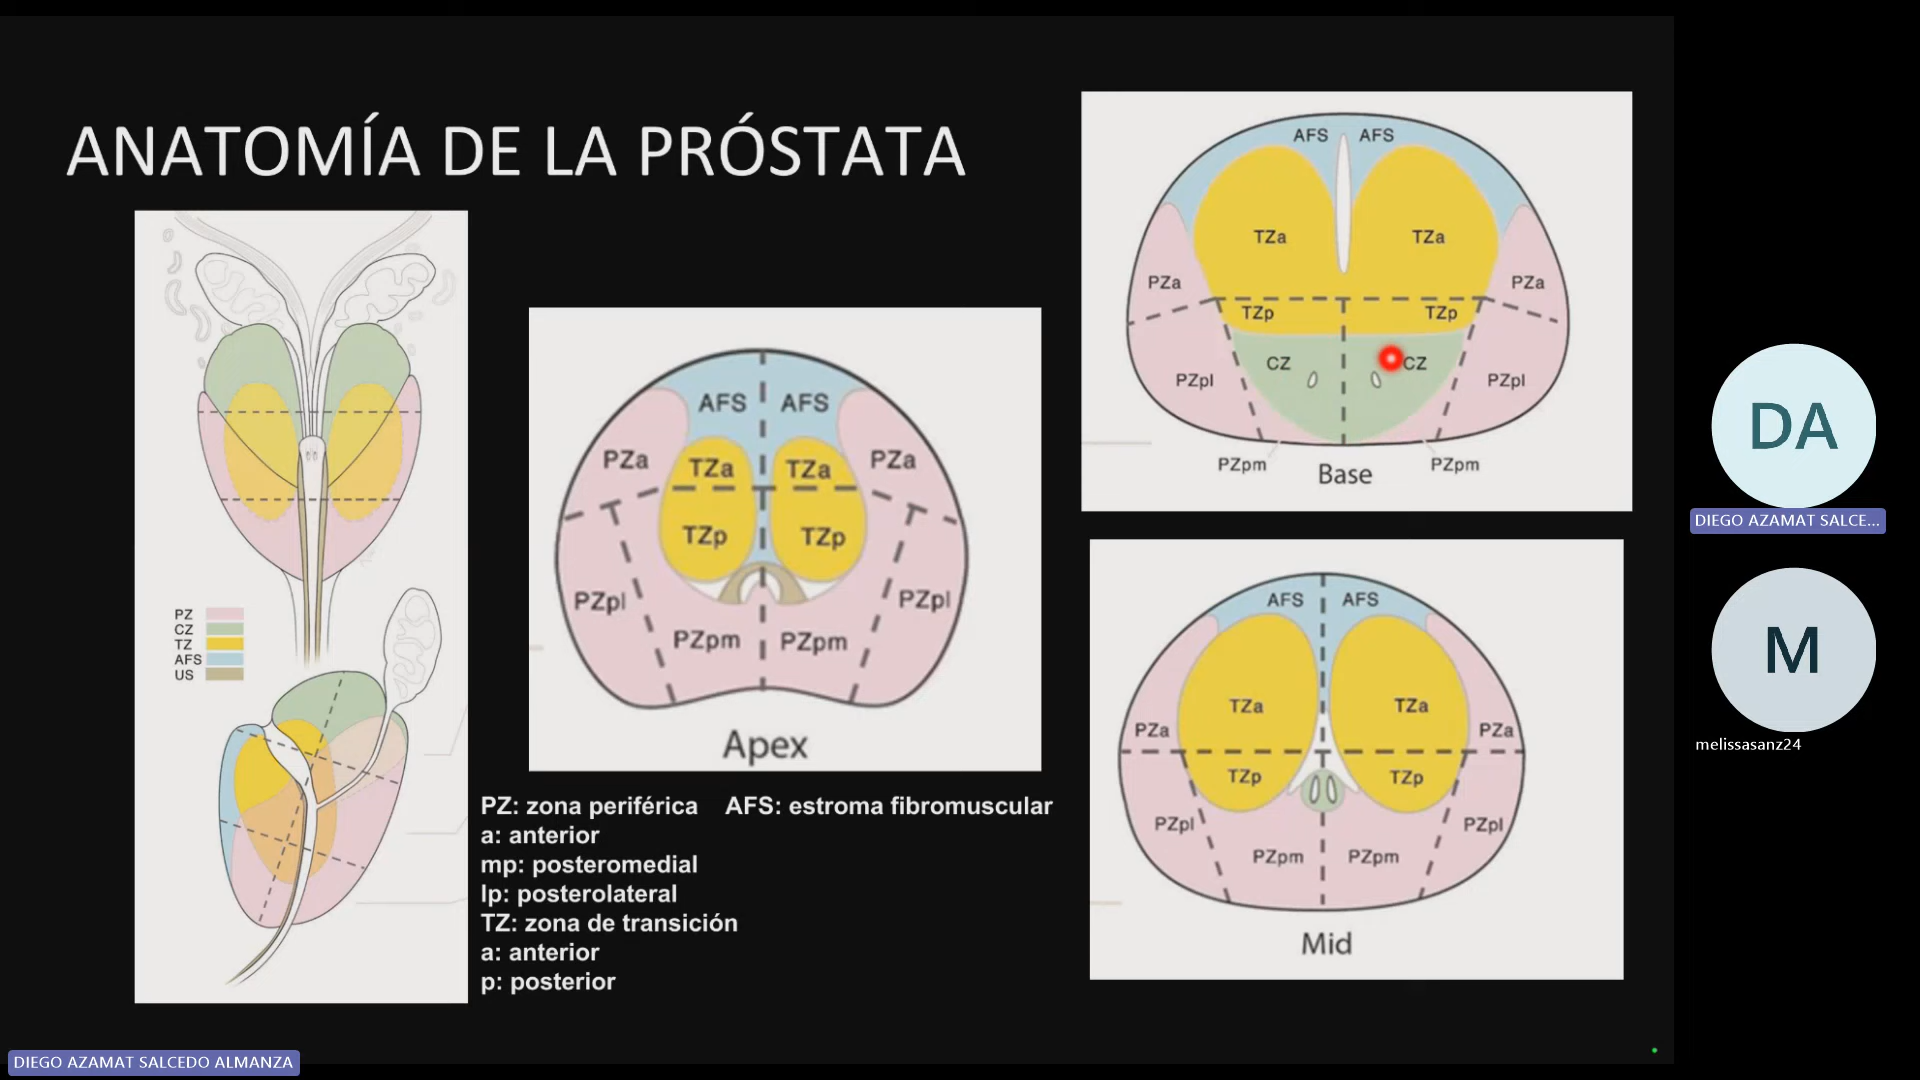 ANATOMÍA DE LA PRÓSTATA
PZ
CZ
TZ
AFS
US
AFS AFS
PZa TZa TZa PZa
TZp TZp
PZpl PZpl
PZpm PZpm
Apex
PZ: zona periférica AFS: estroma fibromuscular
a: anterior
mp: posteromedial
lp: posterolateral
TZ: zona de transición
a: anterior
p: posterior
AFS AFS
TZa TZa
PZa PZa
TZp TZp
CZ CZ
PZpl PZpl
PZpm PZpm
Base
AFS AFS
TZa TZa
PZa PZa
TZp TZp
PZpl PZpl
PZpm PZpm
Mid
DA
DIEGO AZAMAT SALCE...
M
melissasanz24
DIEGO AZAMAT SALCEDO ALMANZA